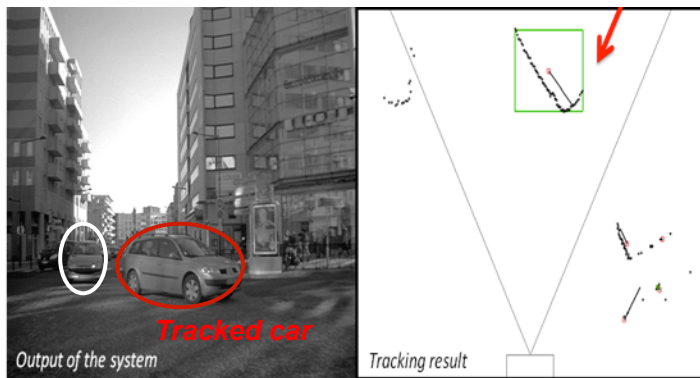 Tracked car
Output of the system
Tracking result